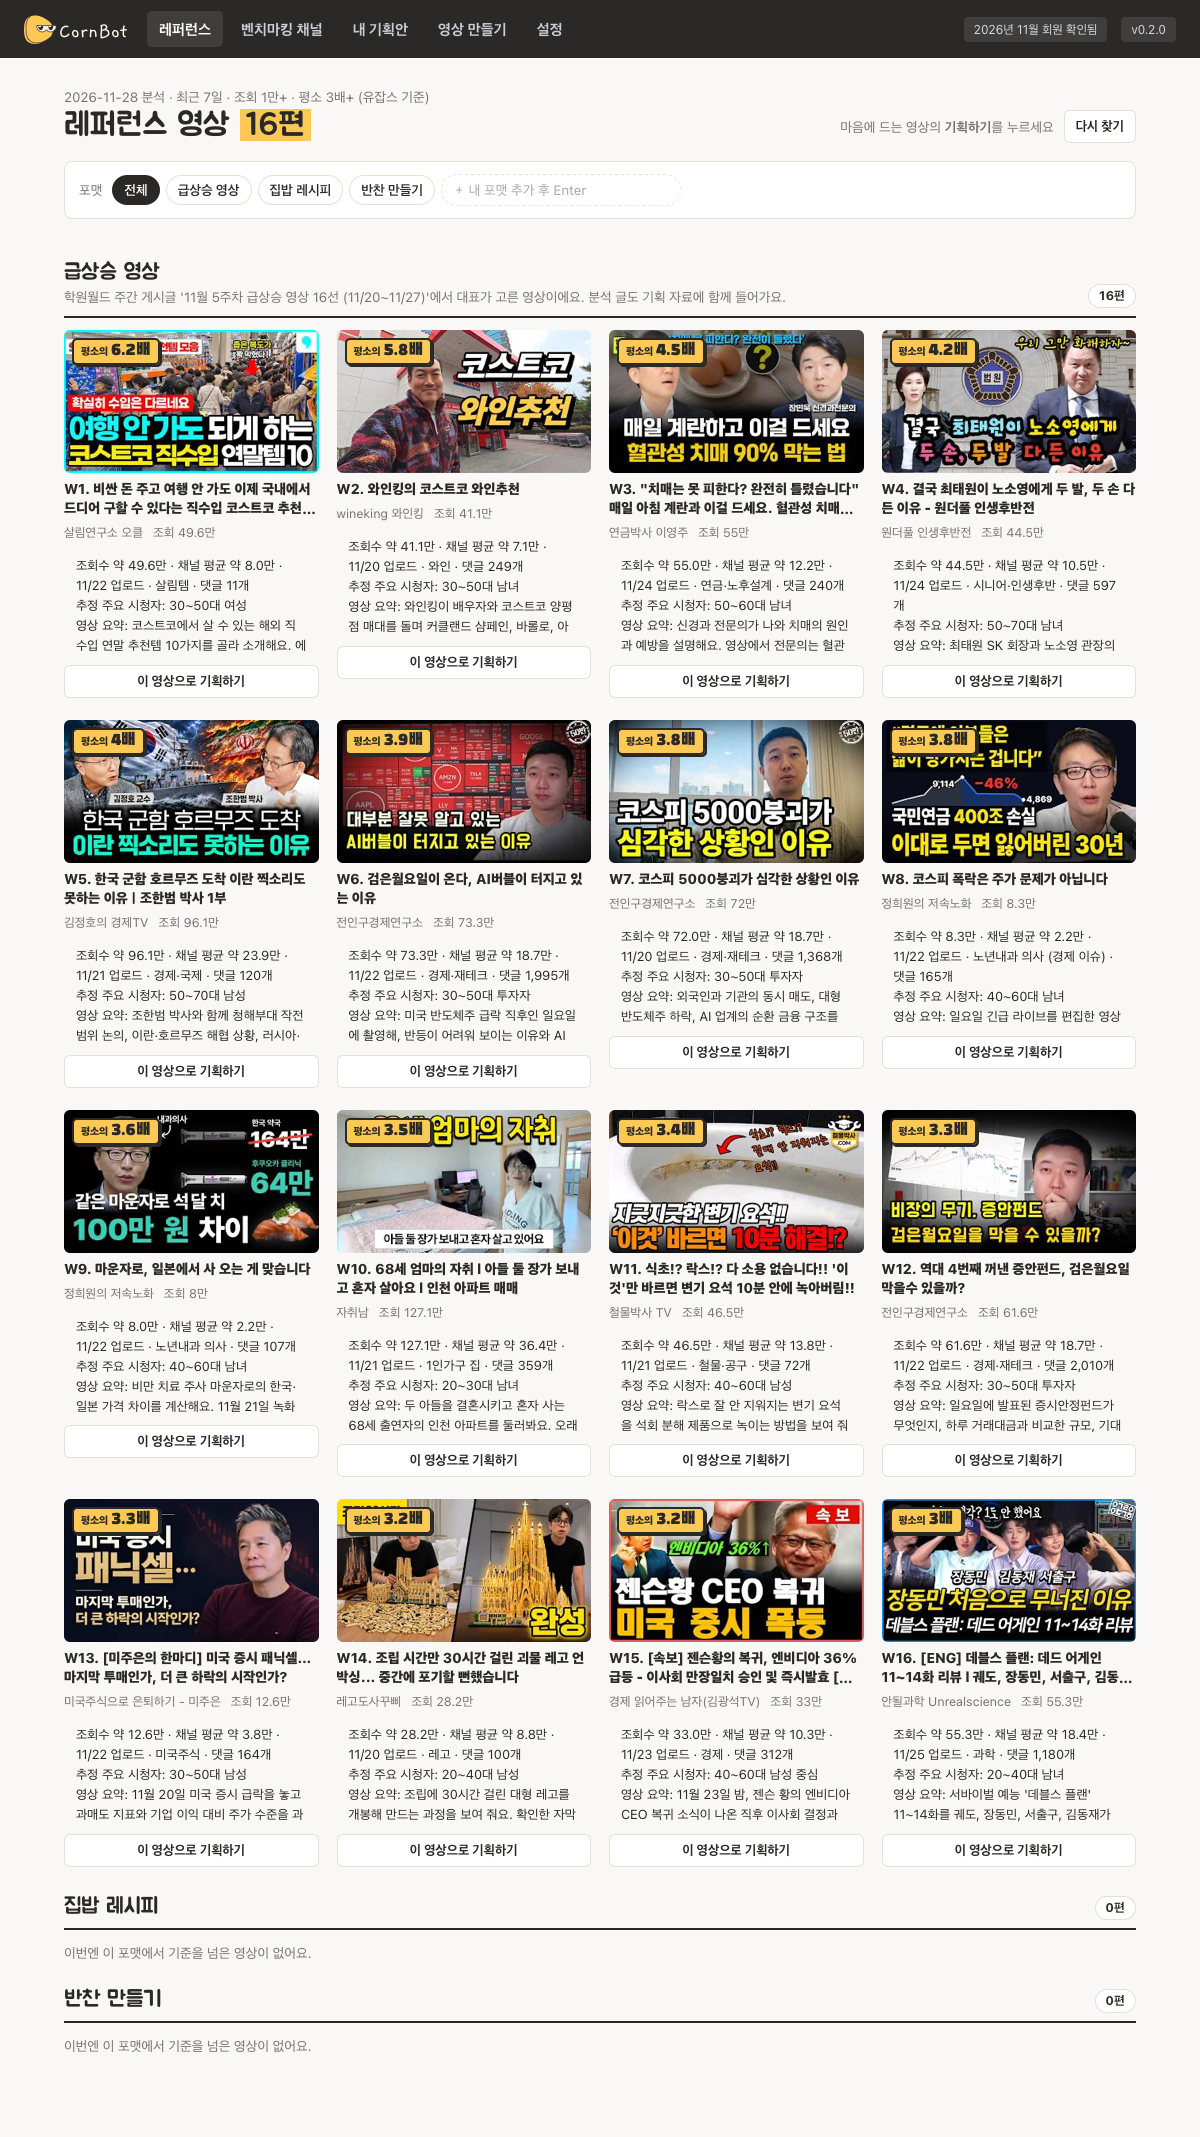 CornBot
레퍼런스
벤치마킹 채널
내 기획안
영상 만들기
설정
2026년 11월 회원 확인됨
v0.2.0
2026-11-28 분석 · 최근 7일 · 조회 1만+ · 평소 3배+ (유잡스 기준)
레퍼런스 영상 16편
마음에 드는 영상의 기획하기를 누르세요
다시 찾기
포맷
전체
급상승 영상
집밥 레시피
반찬 만들기
+ 내 포맷 추가 후 Enter
급상승 영상
학원월드 주간 게시글 '11월 5주차 급상승 영상 16선 (11/20~11/27)'에서 대표가 고른 영상이에요. 분석 글도 기획 자료에 함께 들어가요.
16편
평소의 6.2배
확실히 수입은 다르네요
여행 안 가도 되게 하는
코스트코 직수입 연말템10
W1. 비싼 돈 주고 여행 안 가도 이제 국내에서
드디어 구할 수 있다는 직수입 코스트코 추천...
살림연구소 오클 조회 49.6만
조회수 약 49.6만 · 채널 평균 약 8.0만 ·
11/22 업로드 · 살림템 · 댓글 11개
추정 주요 시청자: 30~50대 여성
영상 요약: 코스트코에서 살 수 있는 해외 직
수입 연말 추천템 10가지를 골라 소개해요. 에
이 영상으로 기획하기
평소의 5.8배
코스트코
와인추천
W2. 와인킹의 코스트코 와인추천
wineking 와인킹 조회 41.1만
조회수 약 41.1만 · 채널 평균 약 7.1만 ·
11/20 업로드 · 와인 · 댓글 249개
추정 주요 시청자: 30~50대 남녀
영상 요약: 와인킹이 배우자와 코스트코 양평
점 매대를 돌며 커클랜드 샴페인, 바롤로, 아
이 영상으로 기획하기
평소의 4.5배
장민욱 신경과전문의
매일 계란하고 이걸 드세요
혈관성 치매 90% 막는 법
W3. "치매는 못 피한다? 완전히 틀렸습니다"
매일 아침 계란과 이걸 드세요. 혈관성 치매...
연금박사 이영주 조회 55만
조회수 약 55.0만 · 채널 평균 약 12.2만 ·
11/24 업로드 · 연금·노후설계 · 댓글 240개
추정 주요 시청자: 50~60대 남녀
영상 요약: 신경과 전문의가 나와 치매의 원인
과 예방을 설명해요. 영상에서 전문의는 혈관
이 영상으로 기획하기
평소의 4.2배
우리 그만 화해하자~
법원
결국 최태원이 노소영에게
두 손, 두 발 다 든 이유
W4. 결국 최태원이 노소영에게 두 발, 두 손 다
든 이유 - 원더풀 인생후반전
원더풀 인생후반전 조회 44.5만
조회수 약 44.5만 · 채널 평균 약 10.5만 ·
11/24 업로드 · 시니어·인생후반 · 댓글 597
개
추정 주요 시청자: 50~70대 남녀
영상 요약: 최태원 SK 회장과 노소영 관장의
이 영상으로 기획하기
평소의 4배
김정호 교수
조한범 박사
한국 군함 호르무즈 도착
이란 찍소리도 못하는 이유
W5. 한국 군함 호르무즈 도착 이란 찍소리도
못하는 이유 | 조한범 박사 1부
김정호의 경제TV 조회 96.1만
조회수 약 96.1만 · 채널 평균 약 23.9만 ·
11/21 업로드 · 경제·국제 · 댓글 120개
추정 주요 시청자: 50~70대 남성
영상 요약: 조한범 박사와 함께 청해부대 작전
범위 논의, 이란·호르무즈 해협 상황, 러시아·
이 영상으로 기획하기
평소의 3.9배
대부분 잘못 알고 있는
AI버블이 터지고 있는 이유
W6. 검은월요일이 온다, AI버블이 터지고 있
는 이유
전인구경제연구소 조회 73.3만
조회수 약 73.3만 · 채널 평균 약 18.7만 ·
11/22 업로드 · 경제·재테크 · 댓글 1,995개
추정 주요 시청자: 30~50대 투자자
영상 요약: 미국 반도체주 급락 직후인 일요일
에 촬영해, 반등이 어려워 보이는 이유와 AI
이 영상으로 기획하기
평소의 3.8배
코스피 5000붕괴가
심각한 상황인 이유
W7. 코스피 5000붕괴가 심각한 상황인 이유
전인구경제연구소 조회 72만
조회수 약 72.0만 · 채널 평균 약 18.7만 ·
11/20 업로드 · 경제·재테크 · 댓글 1,368개
추정 주요 시청자: 30~50대 투자자
영상 요약: 외국인과 기관의 동시 매도, 대형
반도체주 하락, AI 업계의 순환 금융 구조를
이 영상으로 기획하기
평소의 3.8배
9,114
-46%
4,869
국민연금 400조 손실
이대로 두면 잃어버린 30년
W8. 코스피 폭락은 주가 문제가 아닙니다
정희원의 저속노화 조회 8.3만
조회수 약 8.3만 · 채널 평균 약 2.2만 ·
11/22 업로드 · 노년내과 의사 (경제 이슈) ·
댓글 165개
추정 주요 시청자: 40~60대 남녀
영상 요약: 일요일 긴급 라이브를 편집한 영상
이 영상으로 기획하기
평소의 3.6배
내과의사
한국 약국
164만
후쿠오카 클리닉
64만
같은 마운자로 석 달 치
100만 원 차이
W9. 마운자로, 일본에서 사 오는 게 맞습니다
정희원의 저속노화 조회 8만
조회수 약 8.0만 · 채널 평균 약 2.2만 ·
11/22 업로드 · 노년내과 의사 · 댓글 107개
추정 주요 시청자: 40~60대 남녀
영상 요약: 비만 치료 주사 마운자로의 한국·
일본 가격 차이를 계산해요. 11월 21일 녹화
이 영상으로 기획하기
평소의 3.5배
엄마의 자취
아들 둘 장가 보내고 혼자 살고 있어요
W10. 68세 엄마의 자취 l 아들 둘 장가 보내
고 혼자 살아요 l 인천 아파트 매매
자취남 조회 127.1만
조회수 약 127.1만 · 채널 평균 약 36.4만 ·
11/21 업로드 · 1인가구 집 · 댓글 359개
추정 주요 시청자: 20~30대 남녀
영상 요약: 두 아들을 결혼시키고 혼자 사는
68세 출연자의 인천 아파트를 둘러봐요. 오래
이 영상으로 기획하기
평소의 3.4배
철물박사
.COM
지긋지긋한 변기 요석!!
'이것' 바르면 10분 해결!?
W11. 식초!? 락스!? 다 소용 없습니다!! '이
것'만 바르면 변기 요석 10분 안에 녹아버림!!
철물박사 TV 조회 46.5만
조회수 약 46.5만 · 채널 평균 약 13.8만 ·
11/21 업로드 · 철물·공구 · 댓글 72개
추정 주요 시청자: 40~60대 남성
영상 요약: 락스로 잘 안 지워지는 변기 요석
을 석회 분해 제품으로 녹이는 방법을 보여 줘
이 영상으로 기획하기
평소의 3.3배
비장의 무기. 증안펀드
검은월요일을 막을 수 있을까?
W12. 역대 4번째 꺼낸 증안펀드, 검은월요일
막을수 있을까?
전인구경제연구소 조회 61.6만
조회수 약 61.6만 · 채널 평균 약 18.7만 ·
11/22 업로드 · 경제·재테크 · 댓글 2,010개
추정 주요 시청자: 30~50대 투자자
영상 요약: 일요일에 발표된 증시안정펀드가
무엇인지, 하루 거래대금과 비교한 규모, 기대
이 영상으로 기획하기
평소의 3.3배
미국 증시
패닉셀...
마지막 투매인가,
더 큰 하락의 시작인가?
W13. [미주은의 한마디] 미국 증시 패닉셀...
마지막 투매인가, 더 큰 하락의 시작인가?
미국주식으로 은퇴하기 - 미주은 조회 12.6만
조회수 약 12.6만 · 채널 평균 약 3.8만 ·
11/22 업로드 · 미국주식 · 댓글 164개
추정 주요 시청자: 30~50대 남성
영상 요약: 11월 20일 미국 증시 급락을 놓고
과매도 지표와 기업 이익 대비 주가 수준을 과
이 영상으로 기획하기
평소의 3.2배
완성
W14. 조립 시간만 30시간 걸린 괴물 레고 언
박싱... 중간에 포기할 뻔했습니다
레고도사꾸삐 조회 28.2만
조회수 약 28.2만 · 채널 평균 약 8.8만 ·
11/20 업로드 · 레고 · 댓글 100개
추정 주요 시청자: 20~40대 남성
영상 요약: 조립에 30시간 걸린 대형 레고를
개봉해 만드는 과정을 보여 줘요. 확인한 자막
이 영상으로 기획하기
평소의 3.2배
속보
엔비디아 36%↑
젠슨황 CEO 복귀
미국 증시 폭등
W15. [속보] 젠슨황의 복귀, 엔비디아 36%
급등 - 이사회 만장일치 승인 및 즉시발효 [...
경제 읽어주는 남자(김광석TV) 조회 33만
조회수 약 33.0만 · 채널 평균 약 10.3만 ·
11/23 업로드 · 경제 · 댓글 312개
추정 주요 시청자: 40~60대 남성 중심
영상 요약: 11월 23일 밤, 젠슨 황의 엔비디아
CEO 복귀 소식이 나온 직후 이사회 결정과
이 영상으로 기획하기
평소의 3배
장동민 김동재 서출구
장동민 처음으로 무너진 이유
데블스 플랜: 데드 어게인 11~14화 리뷰
W16. [ENG] 데블스 플랜: 데드 어게인
11~14화 리뷰 l 궤도, 장동민, 서출구, 김동...
안될과학 Unrealscience 조회 55.3만
조회수 약 55.3만 · 채널 평균 약 18.4만 ·
11/25 업로드 · 과학 · 댓글 1,180개
추정 주요 시청자: 20~40대 남녀
영상 요약: 서바이벌 예능 '데블스 플랜'
11~14화를 궤도, 장동민, 서출구, 김동재가
이 영상으로 기획하기
집밥 레시피
0편
이번엔 이 포맷에서 기준을 넘은 영상이 없어요.
반찬 만들기
0편
이번엔 이 포맷에서 기준을 넘은 영상이 없어요.